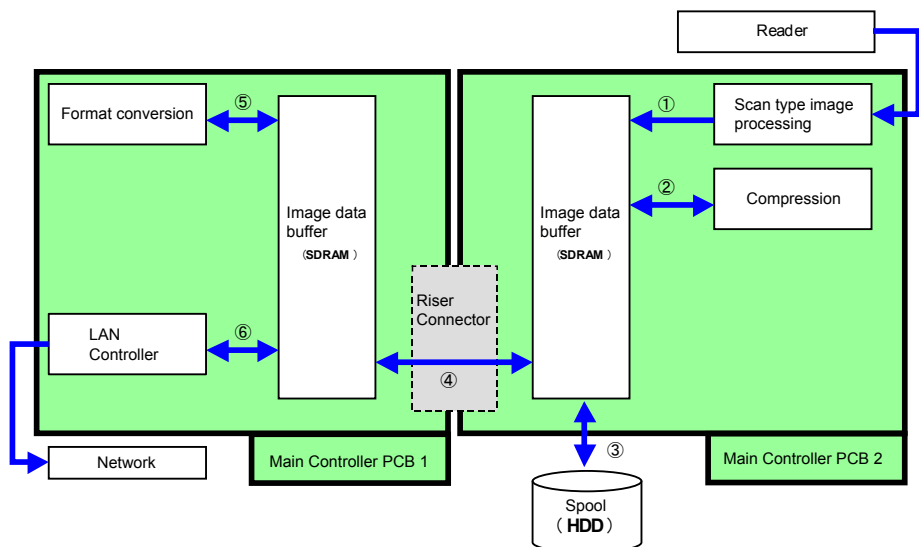 Reader
Format conversion
⑤
①
Scan type image
processing
②
Compression
Image data
buffer
（SDRAM）
Image data
buffer
（SDRAM）
Riser
Connector
LAN
Controller
⑥
④
Network
Main Controller PCB 1
③
Main Controller PCB 2
Spool
（HDD）